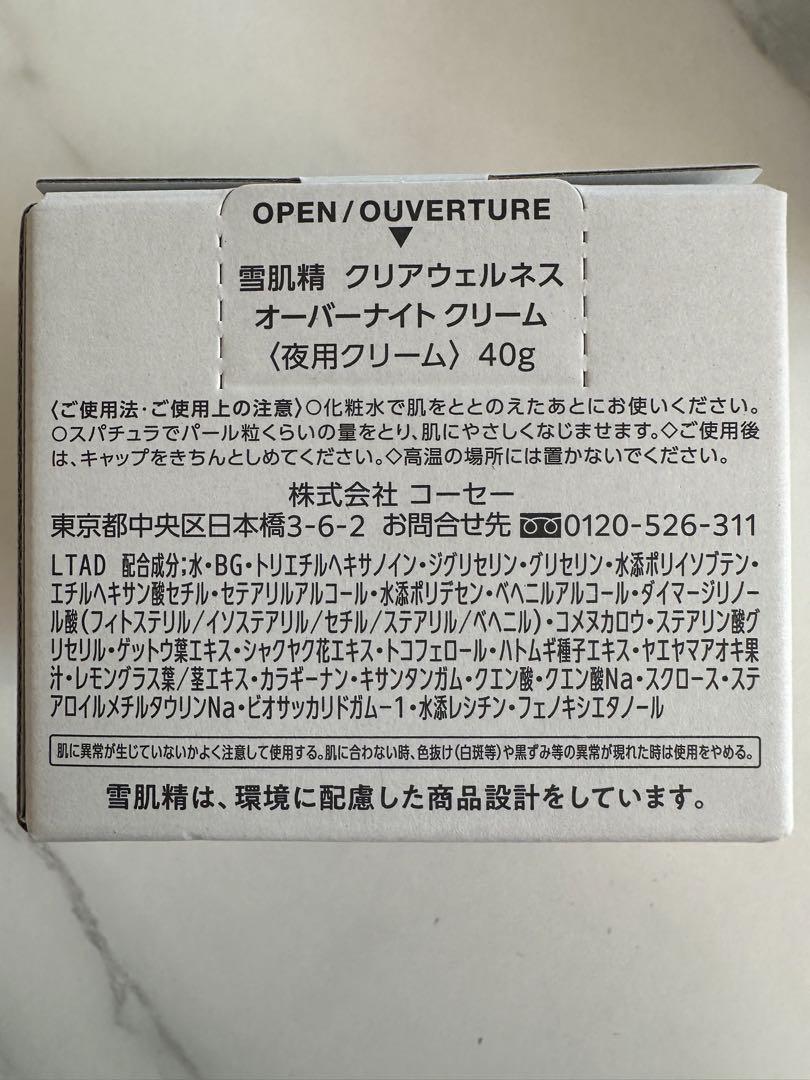 OPEN/OUVERTURE
▼
雪肌精 クリアウェルネス
オーバーナイト クリーム
〈夜用クリーム〉 40g
〈ご使用法・ご使用上の注意〉○化粧水で肌をととのえたあとにお使いください。
○スパチュラでパール粒くらいの量をとり、肌にやさしくなじませます。◇ご使用後
は、キャップをきちんとしめてください。◇高温の場所には置かないでください。
株式会社 コーセー
東京都中央区日本橋3-6-2 お問合せ先 0120-526-311
LTAD 配合成分;水・BG・トリエチルヘキサノイン・ジグリセリン・グリセリン・水添ポリイソブテン・
エチルヘキサン酸セチル・セテアリルアルコール・水添ポリデセン・ベヘニルアルコール・ダイマージリノー
ル酸(フイトステリル/イソステアリル/セチル/ステアリル/ベヘニル)・コメヌカロウ・ステアリン酸グ
リセリル・ゲットウ葉エキス・シャクヤク花エキス・トコフェロール・ハトムギ種子エキス・ヤエヤマアオキ果
汁・レモングラス葉/茎エキス・カラギーナン・キサンタンガム・クエン酸・クエン酸Na・スクロース・ステ
アロイルメチルタウリンNa・ビオサッカリドガム-1・水添レシチン・フェノキシエタノール
肌に異常が生じていないかよく注意して使用する。肌に合わない時、色抜け(白斑等)や黒ずみ等の異常が現れた時は使用をやめる。
雪肌精は、環境に配慮した商品設計をしています。